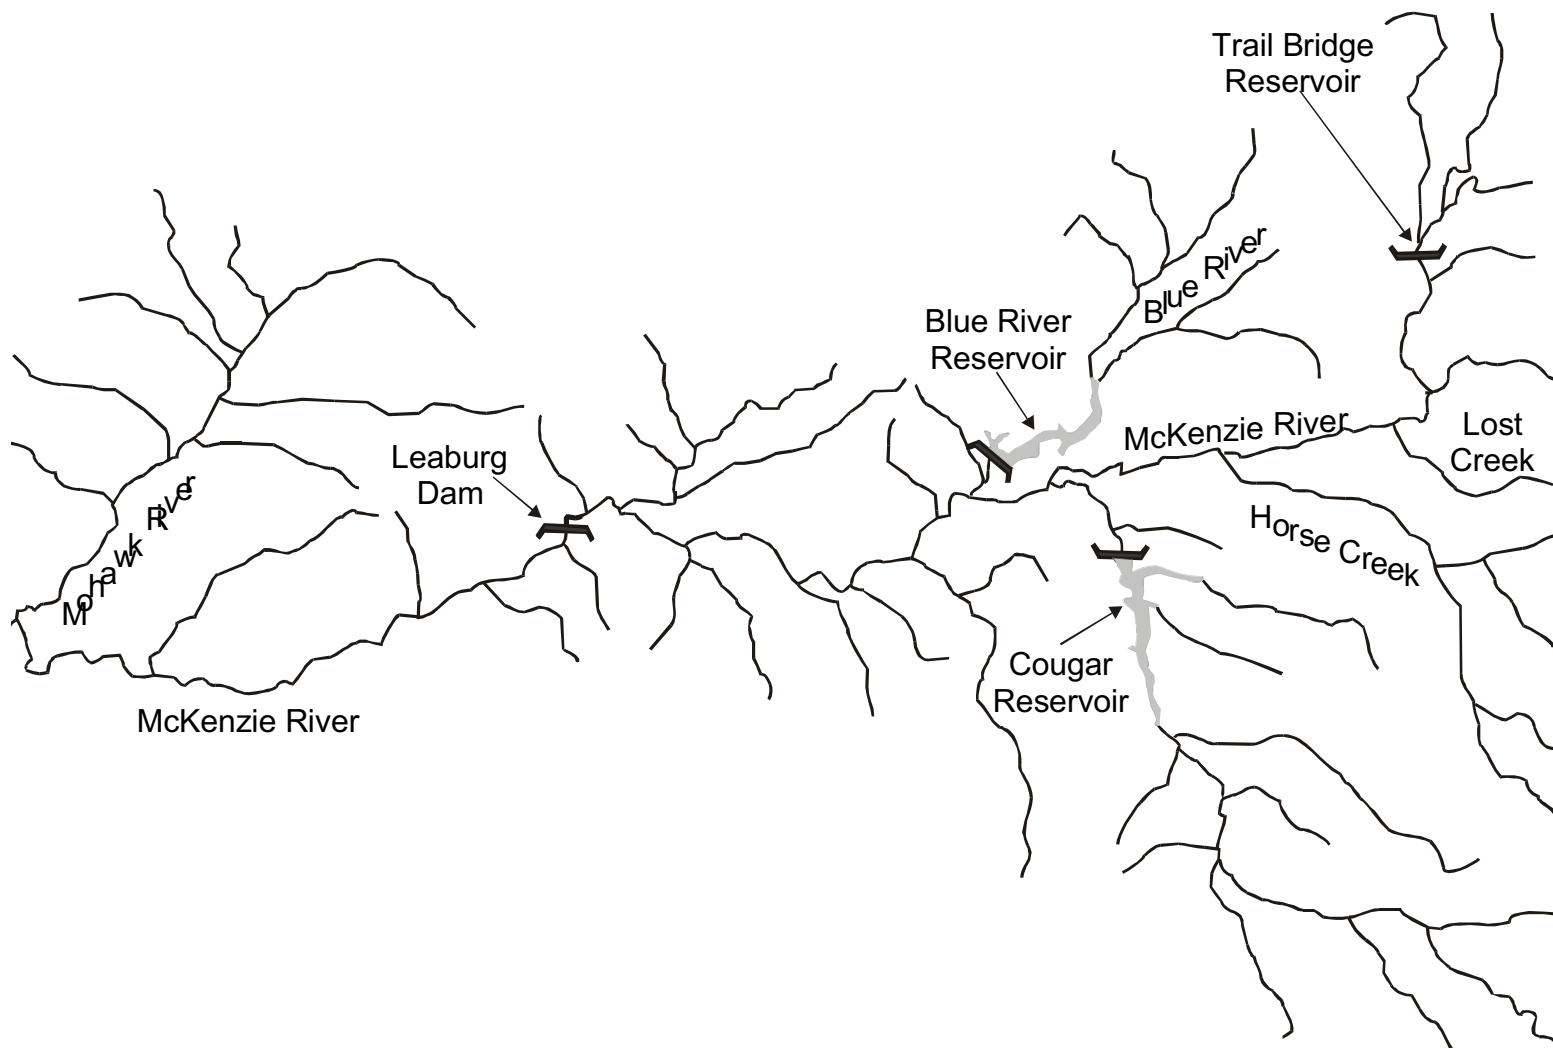 Trail Bridge
Reservoir
Blue River
Blue River
Reservoir
McKenzie River
Lost
Creek
Leaburg
Dam
Mohawk River
Horse Creek
Cougar
Reservoir
McKenzie River